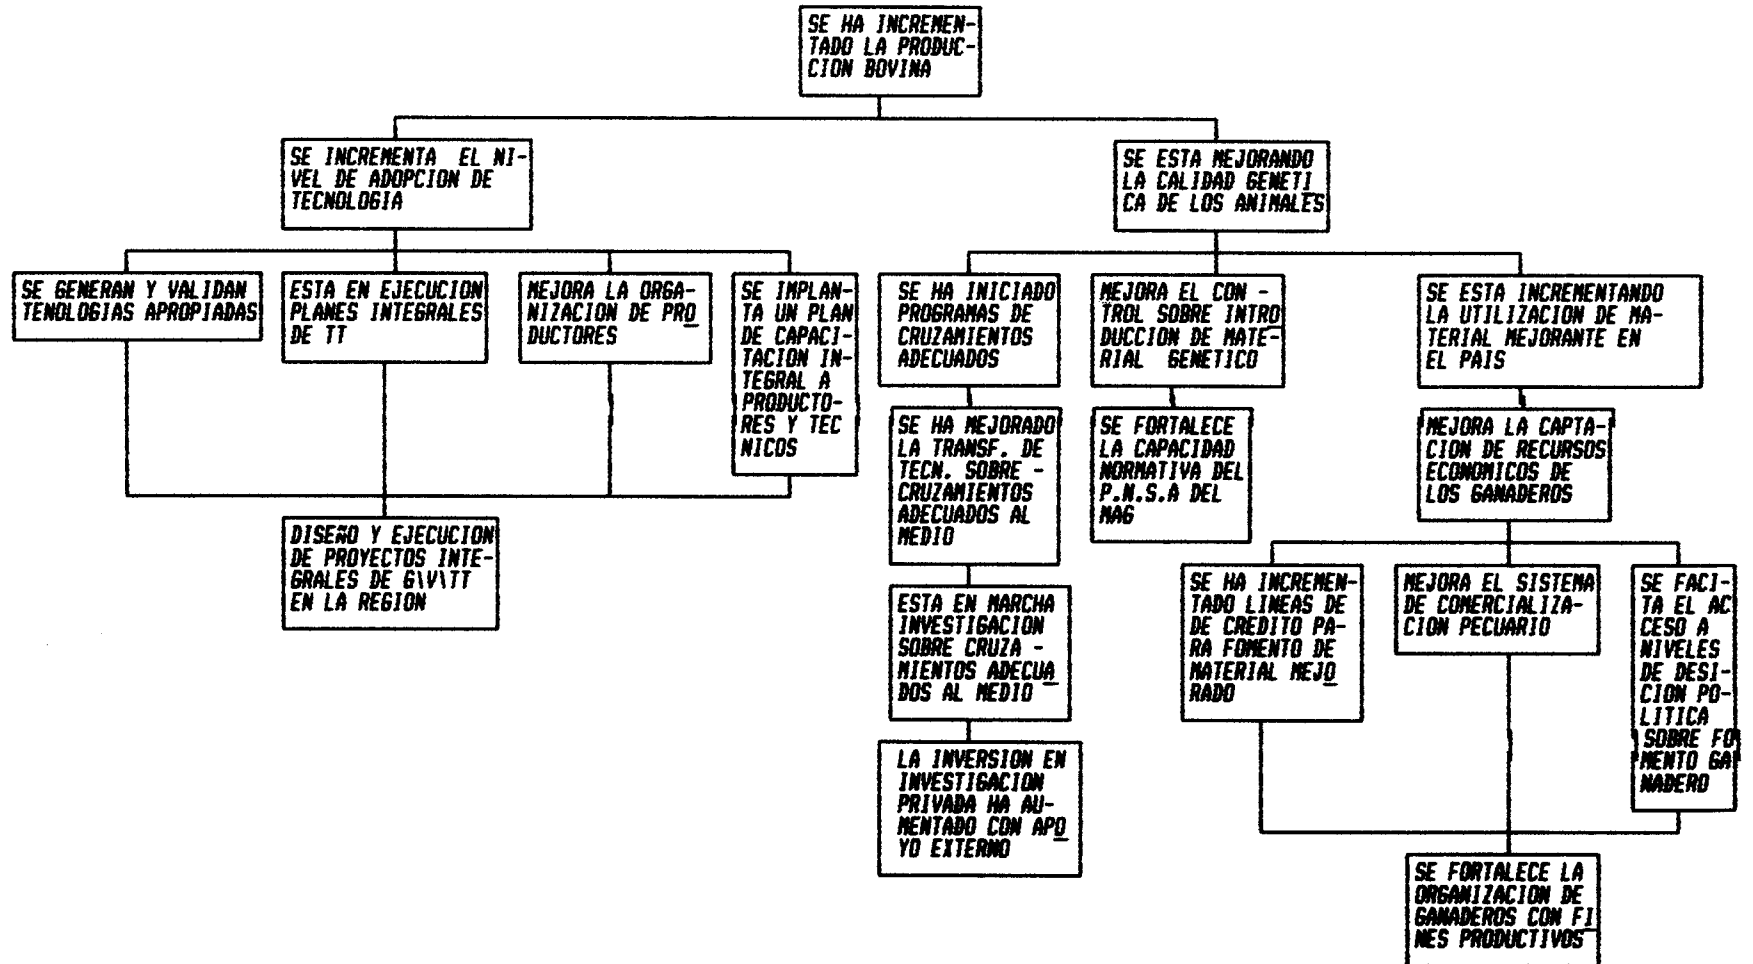 SE HA INCREMEN-
TADO LA PRODUC-
CION BOVINA
SE INCREMENTA EL NI-
VEL DE ADOPCION DE
TECNOLOGIA
SE ESTA MEJORANDO
LA CALIDAD GENETI
CA DE LOS ANIMALES
SE GENERAN Y VALIDAN
TENOLOGIAS APROPIADAS
ESTA EN EJECUCION
PLANES INTEGRALES
DE TT
MEJORA LA ORGA-
NIZACION DE PRO
DUCTORES
SE IMPLAN-
TA UN PLAN
DE CAPACI-
TACION IN-
TEGRAL A
PRODUCTO-
RES Y TEC
NICOS
SE HA INICIADO
PROGRAMAS DE
CRUZAMIENTOS
ADECUADOS
MEJORA EL CON -
TROL SOBRE INTRO
DUCCION DE MATE-
RIAL GENETICO
SE ESTA INCREMENTANDO
LA UTILIZACION DE MA-
TERIAL MEJORANTE EN
EL PAIS
SE HA MEJORADO
LA TRANSF. DE
TECN. SOBRE -
CRUZAMIENTOS
ADECUADOS AL
MEDIO
SE FORTALECE
LA CAPACIDAD
NORMATIVA DEL
P.N.S.A DEL
MAG
MEJORA LA CAPTA-
CION DE RECURSOS
ECONOMICOS DE
LOS GANADEROS
DISEÑO Y EJECUCION
DE PROYECTOS INTE-
GRALES DE G\V\TT
EN LA REGION
ESTA EN MARCHA
INVESTIGACION
SOBRE CRUZA -
MIENTOS ADECUA
DOS AL MEDIO
SE HA INCREMEN-
TADO LINEAS DE
DE CREDITO PA-
RA FOMENTO DE
MATERIAL MEJO
RADO
MEJORA EL SISTEMA
DE COMERCIALIZA-
CION PECUARIO
SE FACI-
TA EL AC
CESO A
NIVELES
DE DESI-
CION PO-
LITICA
SOBRE FO
MENTO GA
NADERO
LA INVERSION EN
INVESTIGACION
PRIVADA HA AU-
MENTADO CON APO
YO EXTERNO
SE FORTALECE LA
ORGANIZACION DE
GANADEROS CON FI
NES PRODUCTIVOS